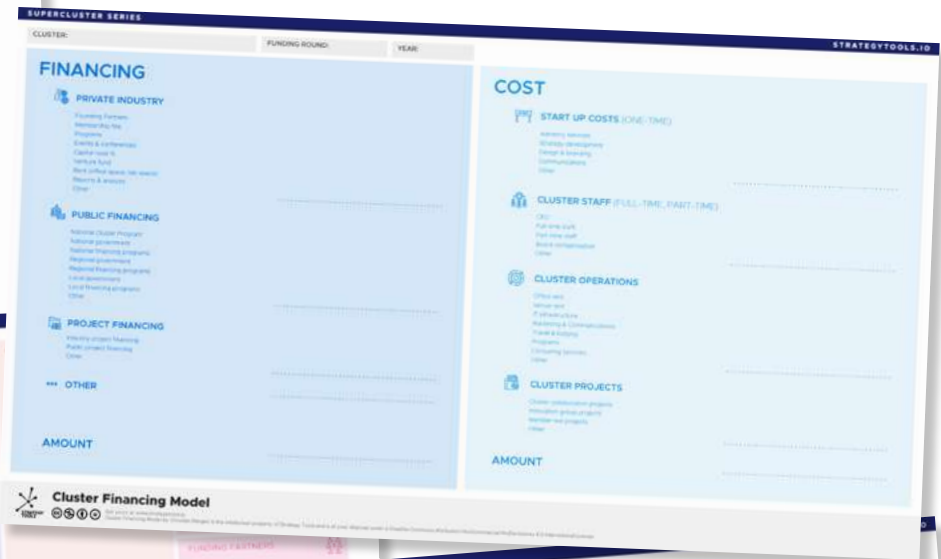 SUPERCLUSTER SERIES
STRATEGYTOOLS.IO
CLUSTER:
FUNDING ROUND:
YEAR:
FINANCING
PRIVATE INDUSTRY
Founding Partners
Membership fee
Programs
Events & conferences
Venture fund
Reports & analysis
Other
PUBLIC FINANCING
National Cluster Program
National government
National financing programs
Regional government
Regional financing programs
Local government
Local financing programs
Other
PROJECT FINANCING
Industry project financing
Public project financing
Other
OTHER
AMOUNT
COST
START UP COSTS (ONE-TIME)
Advisory services
Strategy development
Design & branding
Communications
Other
CLUSTER STAFF (FULL-TIME, PART-TIME)
CEO
Full-time staff
Part-time staff
Board compensation
Other
CLUSTER OPERATIONS
Office rent
IT infrastructure
Marketing & Communications
Travel & lodging
Programs
Consulting services
Other
CLUSTER PROJECTS
Cluster collaboration projects
Innovation group projects
Member-led projects
Other
AMOUNT
Cluster Financing Model
FUNDING PARTNERS